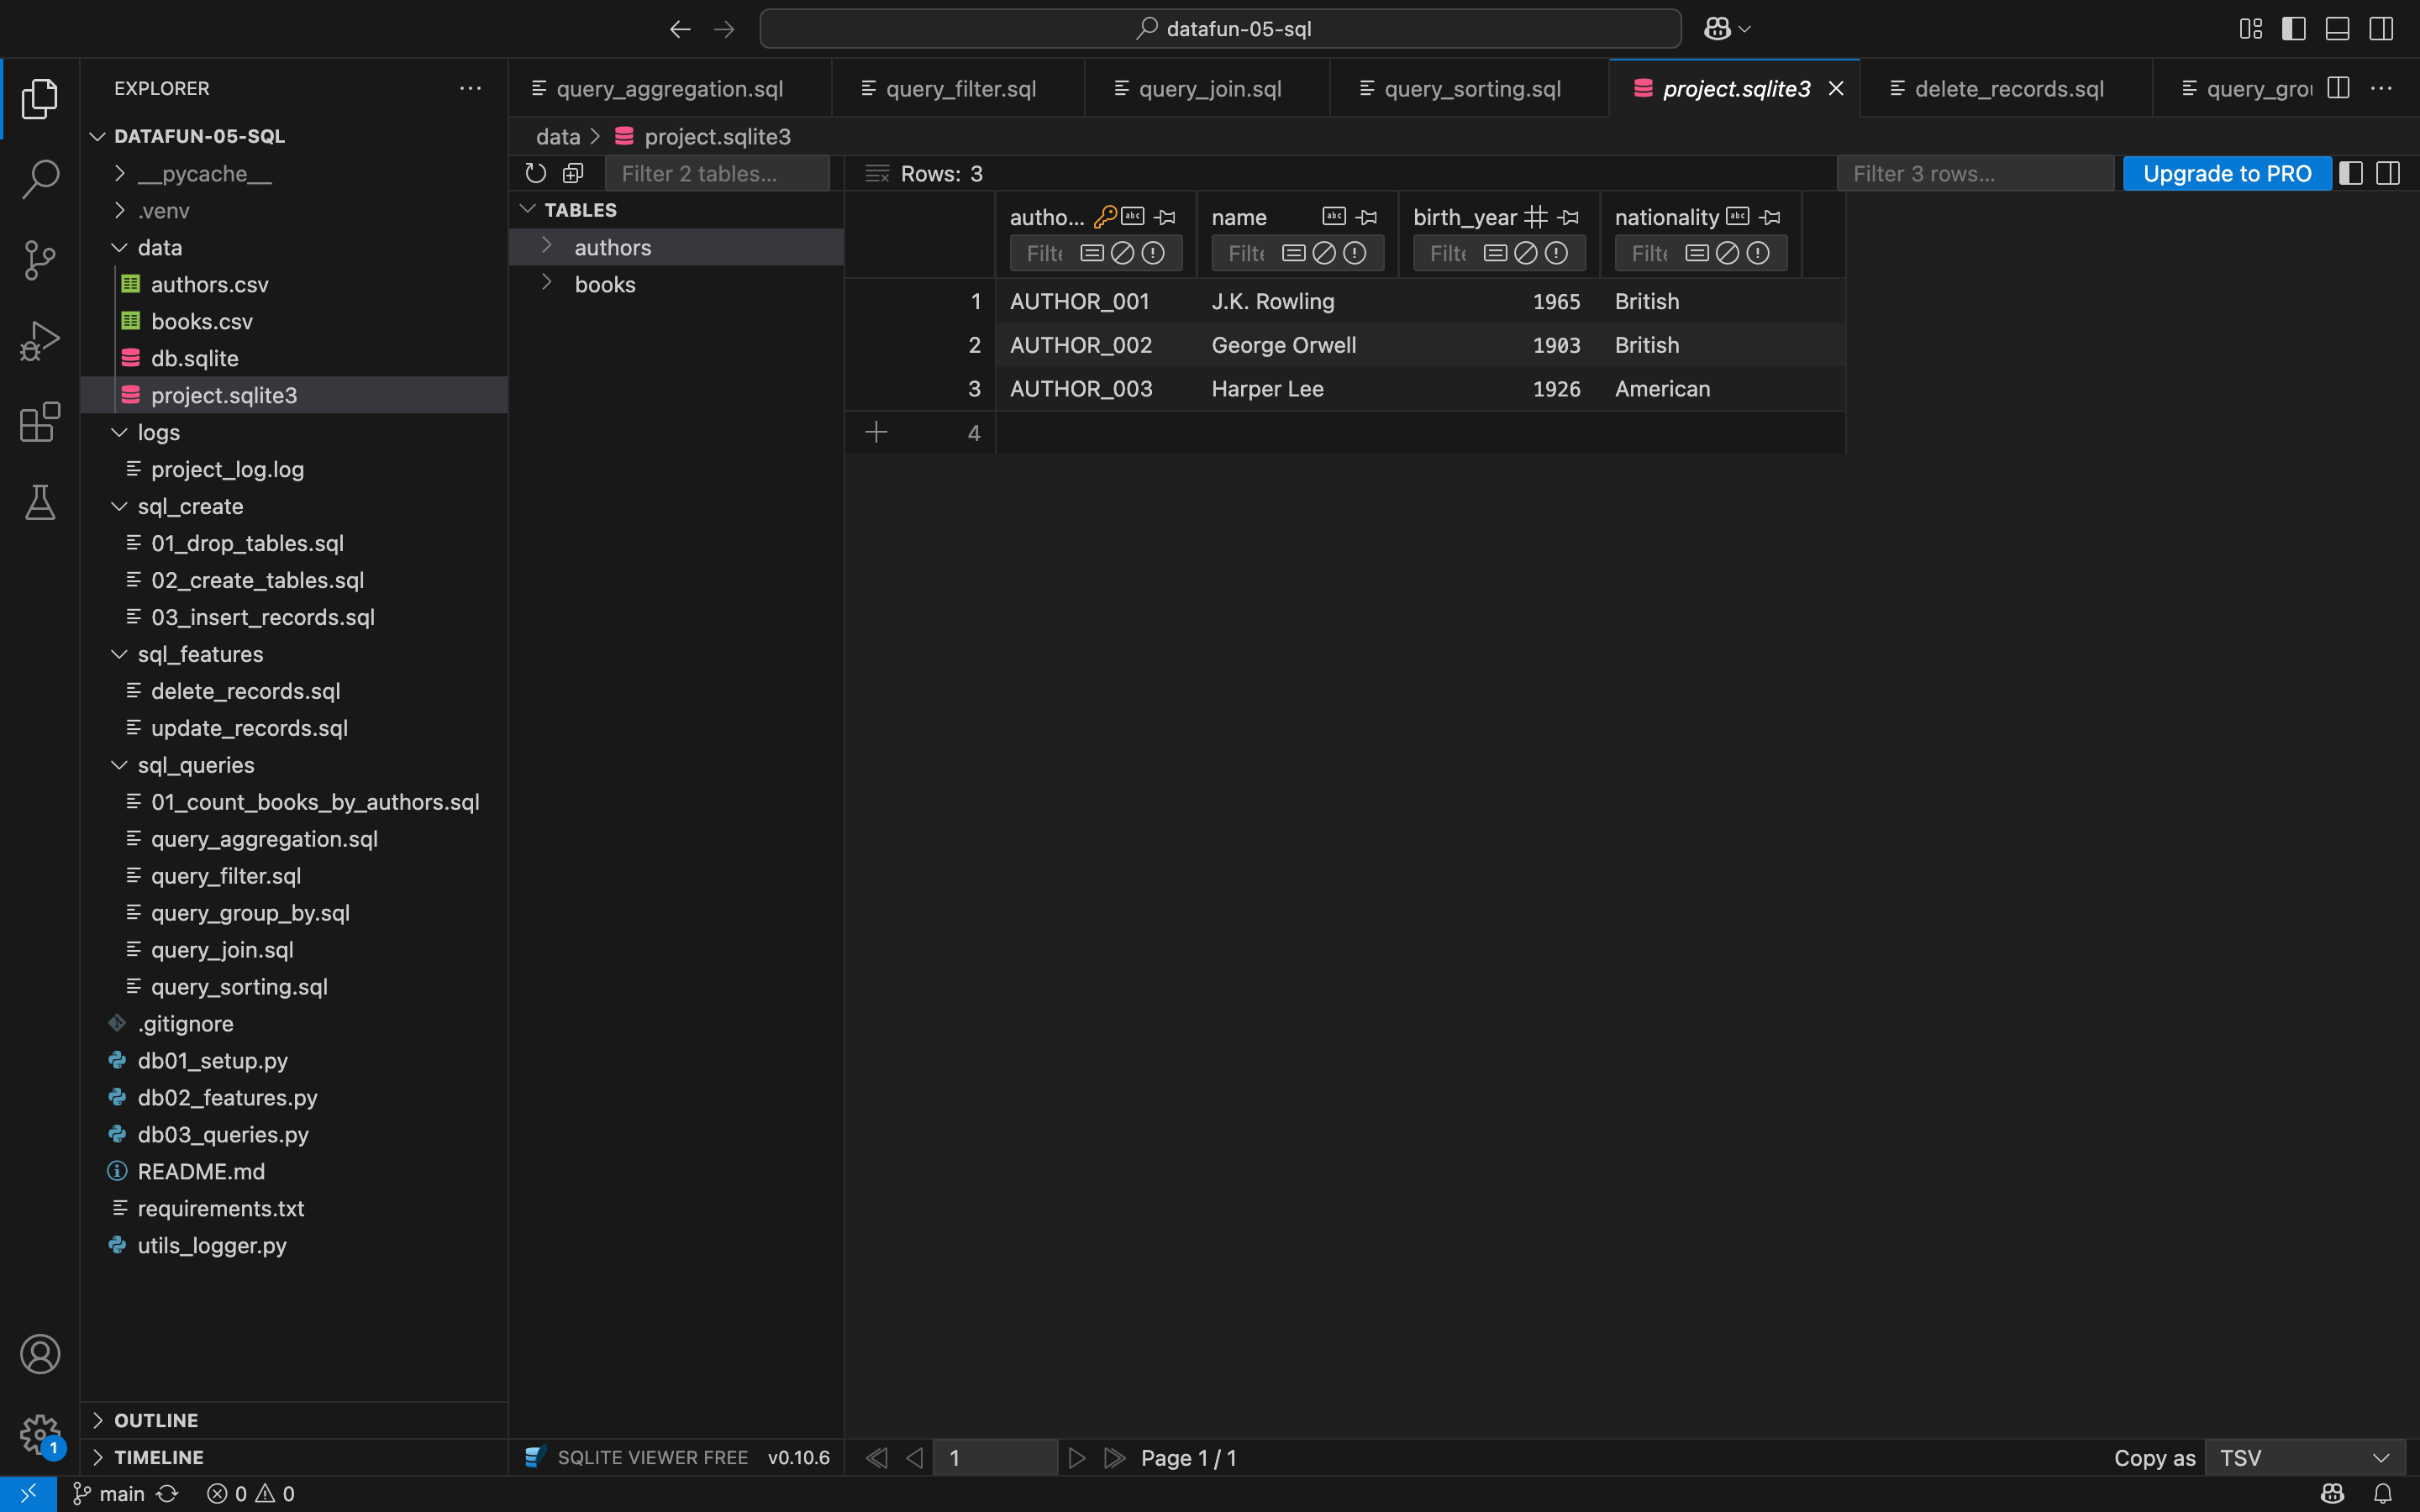 datafun-05-sql
EXPLORER
DATAFUN-05-SQL
__pycache__
.venv
data
authors.csv
books.csv
db.sqlite
project.sqlite3
logs
project_log.log
sql_create
01_drop_tables.sql
02_create_tables.sql
03_insert_records.sql
sql_features
delete_records.sql
update_records.sql
sql_queries
01_count_books_by_authors.sql
query_aggregation.sql
query_filter.sql
query_group_by.sql
query_join.sql
query_sorting.sql
.gitignore
db01_setup.py
db02_features.py
db03_queries.py
README.md
requirements.txt
utils_logger.py
OUTLINE
TIMELINE
query_aggregation.sql query_filter.sql query_join.sql query_sorting.sql project.sqlite3 delete_records.sql query_grou
data > project.sqlite3
Filter 2 tables...
TABLES
authors
books
Rows: 3 Filter 3 rows... Upgrade to PRO
autho... name birth_year nationality
Filte Filte Filte Filte
1 AUTHOR_001 J.K. Rowling 1965 British
2 AUTHOR_002 George Orwell 1903 British
3 AUTHOR_003 Harper Lee 1926 American
4
SQLITE VIEWER FREE v0.10.6
1 Page 1 / 1
Copy as TSV
1
main 0 0